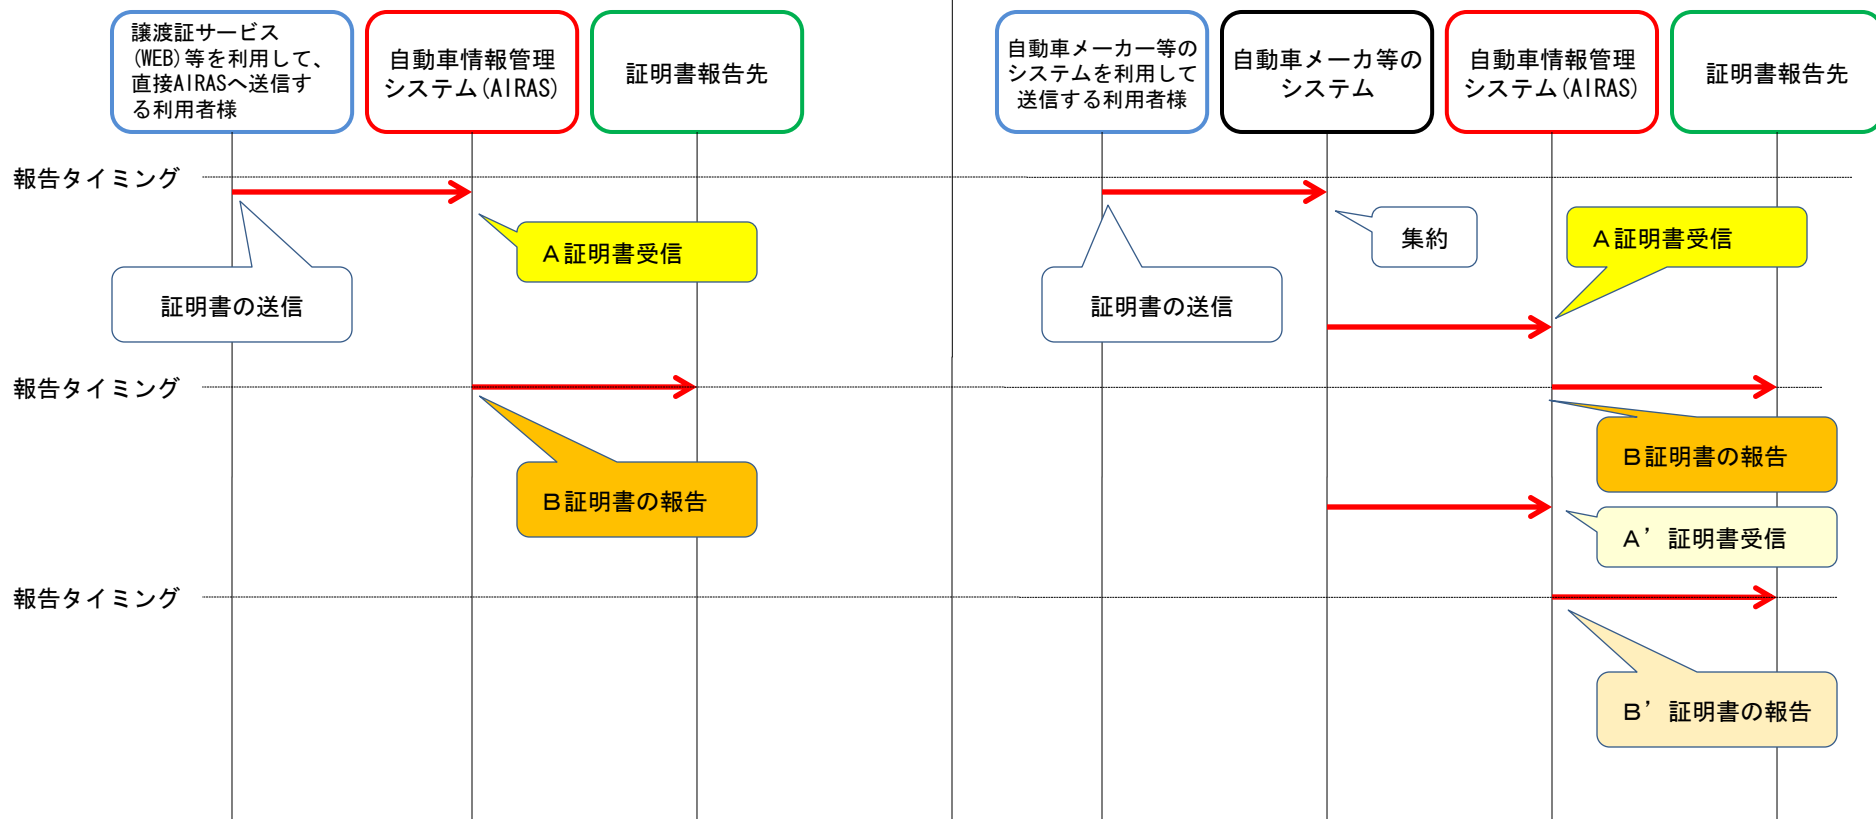 譲渡証サービス
(WEB)等を利用して、
直接AIRASへ送信す
る利用者様
自動車情報管理
システム(AIRAS)
証明書報告先
自動車メーカー等の
システムを利用して
送信する利用者様
自動車メーカ等の
システム
自動車情報管理
システム(AIRAS)
証明書報告先
報告タイミング
A証明書受信
証明書の送信
集約
A証明書受信
証明書の送信
報告タイミング
B証明書の報告
B証明書の報告
A’証明書受信
報告タイミング
B’証明書の報告